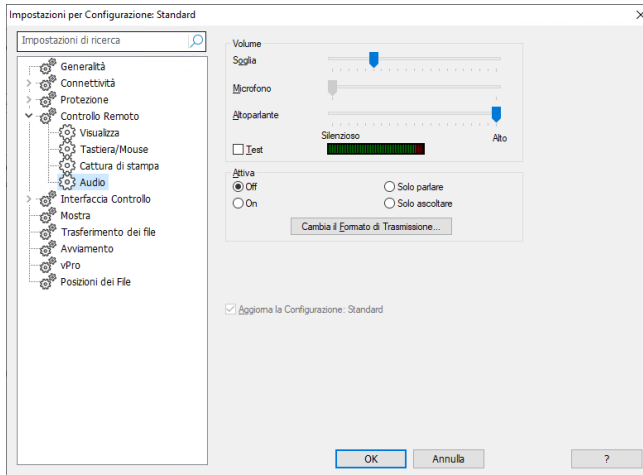 Impostazioni per Configurazione: Standard
Impostazioni di ricerca
Generalità
Connettività
Protezione
Controllo Remoto
Visualizza
Tastiera/Mouse
Cattura di stampa
Audio
Interfaccia Controllo
Mostra
Trasferimento dei file
Avviamento
vPro
Posizioni dei File
Volume
Soglia
Microfono
Altoparlante
Silenzioso
Alto
Test
Attiva
Off
Solo parlare
On
Solo ascoltare
Cambia il Formato di Trasmissione...
Aggiorna la Configurazione: Standard
OK
Annulla
?